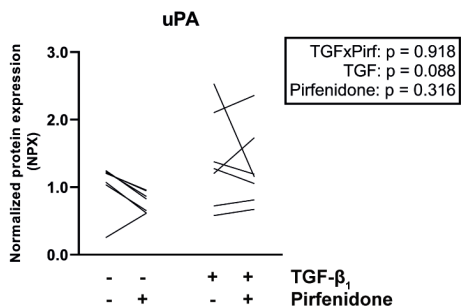 uPA
TGFxPirf: p = 0.918
TGF: p = 0.088
Pirfenidone: p = 0.316
Normalized protein expression
(NPX)
3.0
2.0
1.0
0.0
- - + + TGF-β₁
- + - + Pirfenidone